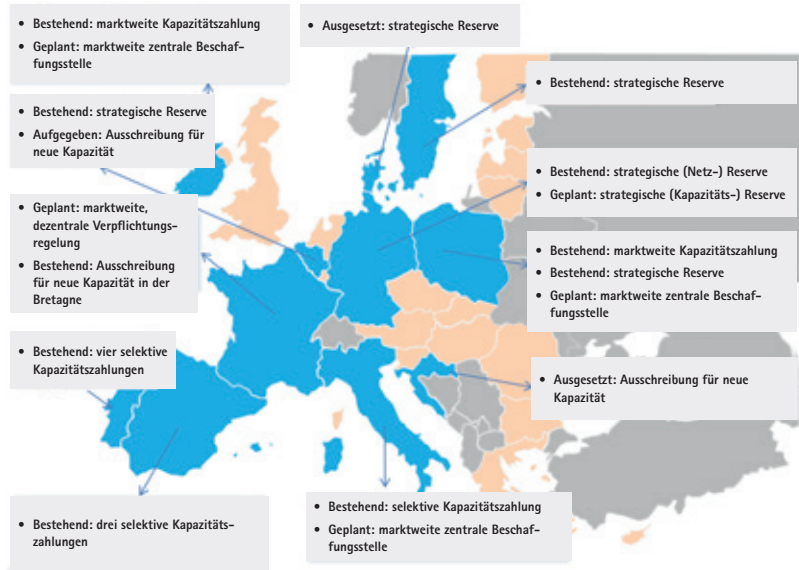 • Bestehend: marktweite Kapazitätszahlung
• Geplant: marktweite zentrale Beschaf-
fungsstelle
• Ausgesetzt: strategische Reserve
• Bestehend: strategische Reserve
• Bestehend: strategische Reserve
• Aufgegeben: Ausschreibung für
neue Kapazität
• Bestehend: strategische (Netz-) Reserve
• Geplant: strategische (Kapazitäts-) Reserve
• Geplant: marktweite,
dezentrale Verpflichtungs-
regelung
• Bestehend: Ausschreibung
für neue Kapazität in der
Bretagne
• Bestehend: marktweite Kapazitätszahlung
• Bestehend: strategische Reserve
• Geplant: marktweite zentrale Beschaf-
fungsstelle
• Bestehend: vier selektive
Kapazitätszahlungen
• Ausgesetzt: Ausschreibung für neue
Kapazität
• Bestehend: drei selektive Kapazitäts-
zahlungen
• Bestehend: selektive Kapazitätszahlung
• Geplant: marktweite zentrale Beschaf-
fungsstelle